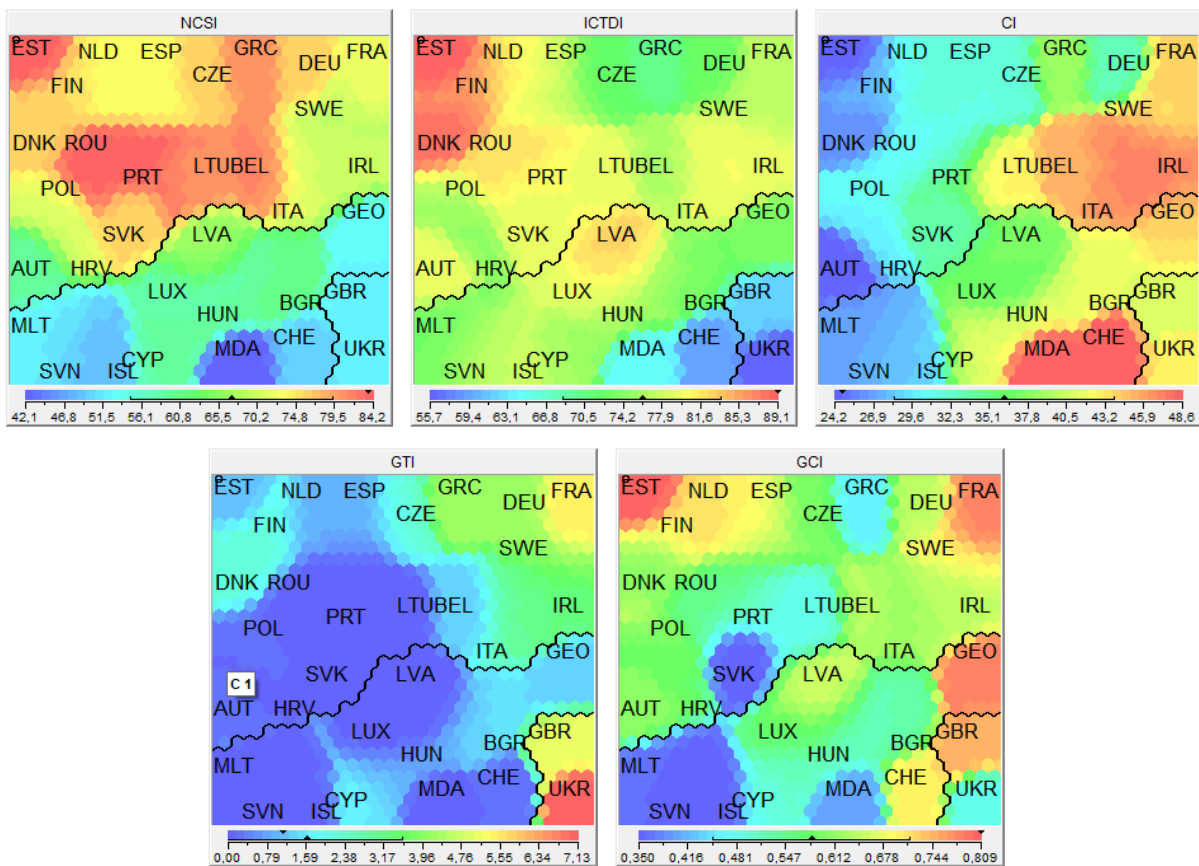 NCSI
EST NLD ESP GRC FRA
CZE DEU
FIN
SWE
DNK ROU
LTUBEL IRL
POL PRT
ITA GEO
SVK LVA
AUT HRV
LUX
MLT HUN BGR GBR
CHE
CYP MDA UKR
SVN ISL
42,1 46,8 51,5 56,1 60,8 65,5 70,2 74,8 79,5 84,2
ICTDI
EST NLD ESP GRC FRA
CZE DEU
FIN
SWE
DNK ROU
LTUBEL IRL
POL PRT
ITA GEO
SVK LVA
AUT HRV
LUX
MLT HUN BGR GBR
CHE
CYP MDA UKR
SVN ISL
55,7 59,4 63,1 66,8 70,5 74,2 77,9 81,6 85,3 89,1
CI
EST NLD ESP GRC FRA
CZE DEU
FIN
SWE
DNK ROU
LTUBEL IRL
POL PRT
ITA GEO
SVK LVA
AUT HRV
LUX
MLT HUN BGR GBR
CHE
CYP MDA UKR
SVN ISL
24,2 26,9 29,6 32,3 35,1 37,8 40,5 43,2 45,9 48,6
GTI
EST NLD ESP GRC FRA
CZE DEU
FIN
SWE
DNK ROU
LTUBEL IRL
POL PRT
ITA GEO
SVK LVA
C 1
AUT HRV
LUX
MLT HUN BGR GBR
CHE
CYP MDA UKR
SVN ISL
0,00 0,79 1,59 2,38 3,17 3,96 4,76 5,55 6,34 7,13
GCI
EST NLD ESP GRC FRA
CZE DEU
FIN
SWE
DNK ROU
LTUBEL IRL
POL PRT
ITA GEO
SVK LVA
AUT HRV
LUX
MLT HUN BGR GBR
CHE
CYP MDA UKR
SVN ISL
0,350 0,416 0,481 0,547 0,612 0,678 0,744 0,809